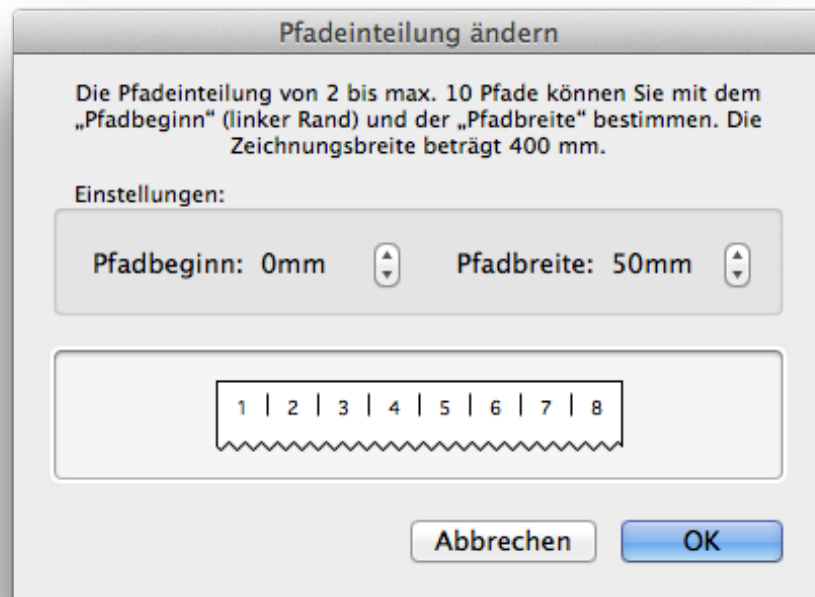 Pfadeinteilung ändern
Die Pfadeinteilung von 2 bis max. 10 Pfade können Sie mit dem
„Pfadbeginn“ (linker Rand) und der „Pfadbreite“ bestimmen. Die
Zeichnungsbreite beträgt 400 mm.
Einstellungen:
Pfadbeginn: 0mm Pfadbreite: 50mm
1 2 3 4 5 6 7 8
Abbrechen OK